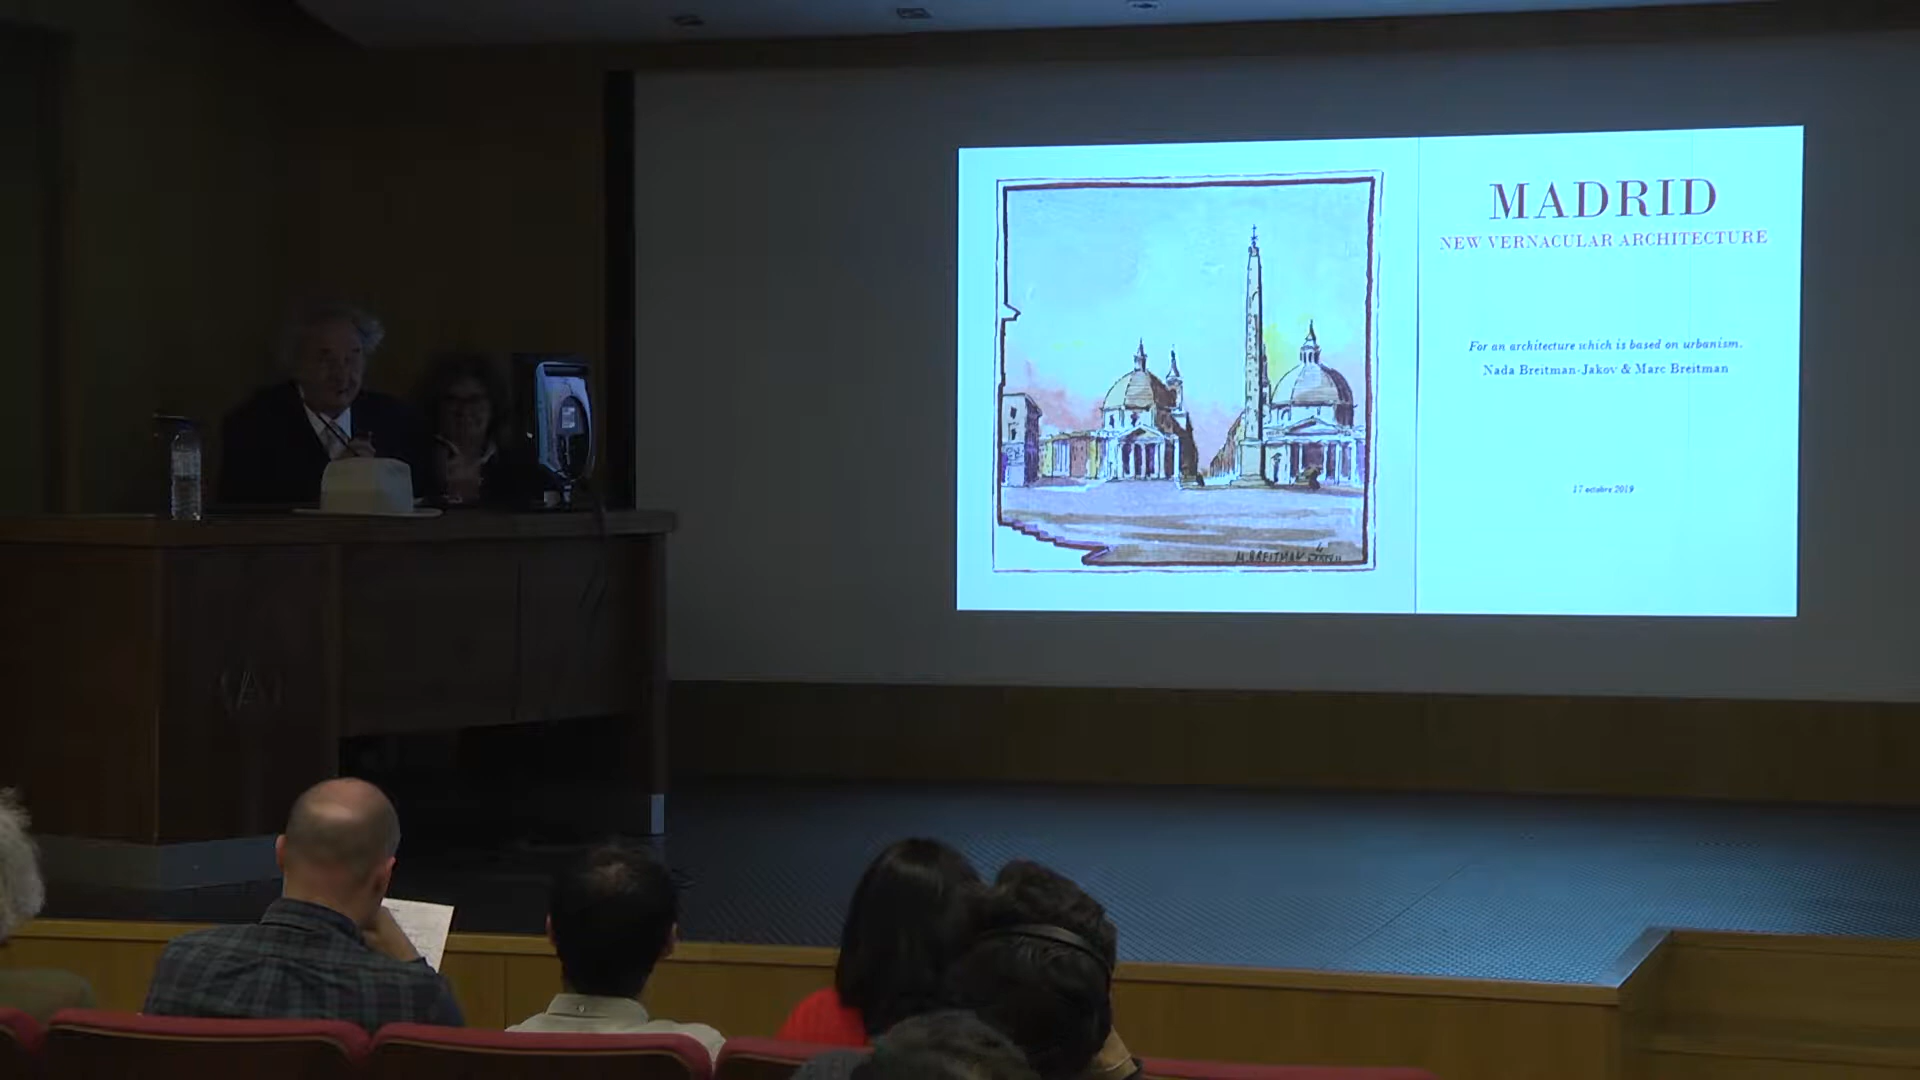 MADRID
NEW VERNACULAR ARCHITECTURE
For an architecture which is based on urbanism.
Nada Breitman-Jakov & Marc Breitman
17 octobre 2019
M. BREITMAN